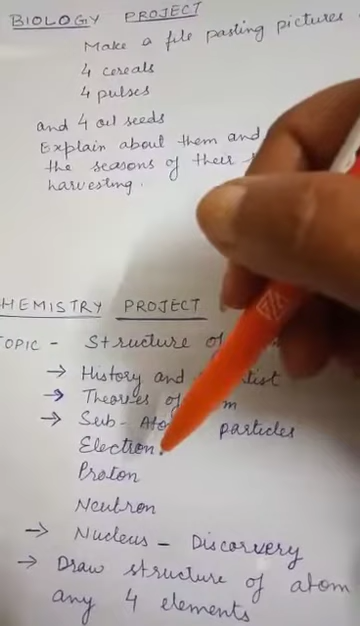 BIOLOGY PROJECT
Make a file pasting pictures
4 cereals
4 pulses
and 4 oil seeds
Explain about them and
the seasons of their
harvesting.
HEMISTRY PROJECT
TOPIC - Structure of
→ History and
→ Theories of
→ Sub- particles
Electron.
Proton
Neutron
→ Nucleus - Discorvery
→ Draw structure of atom
any 4 elements